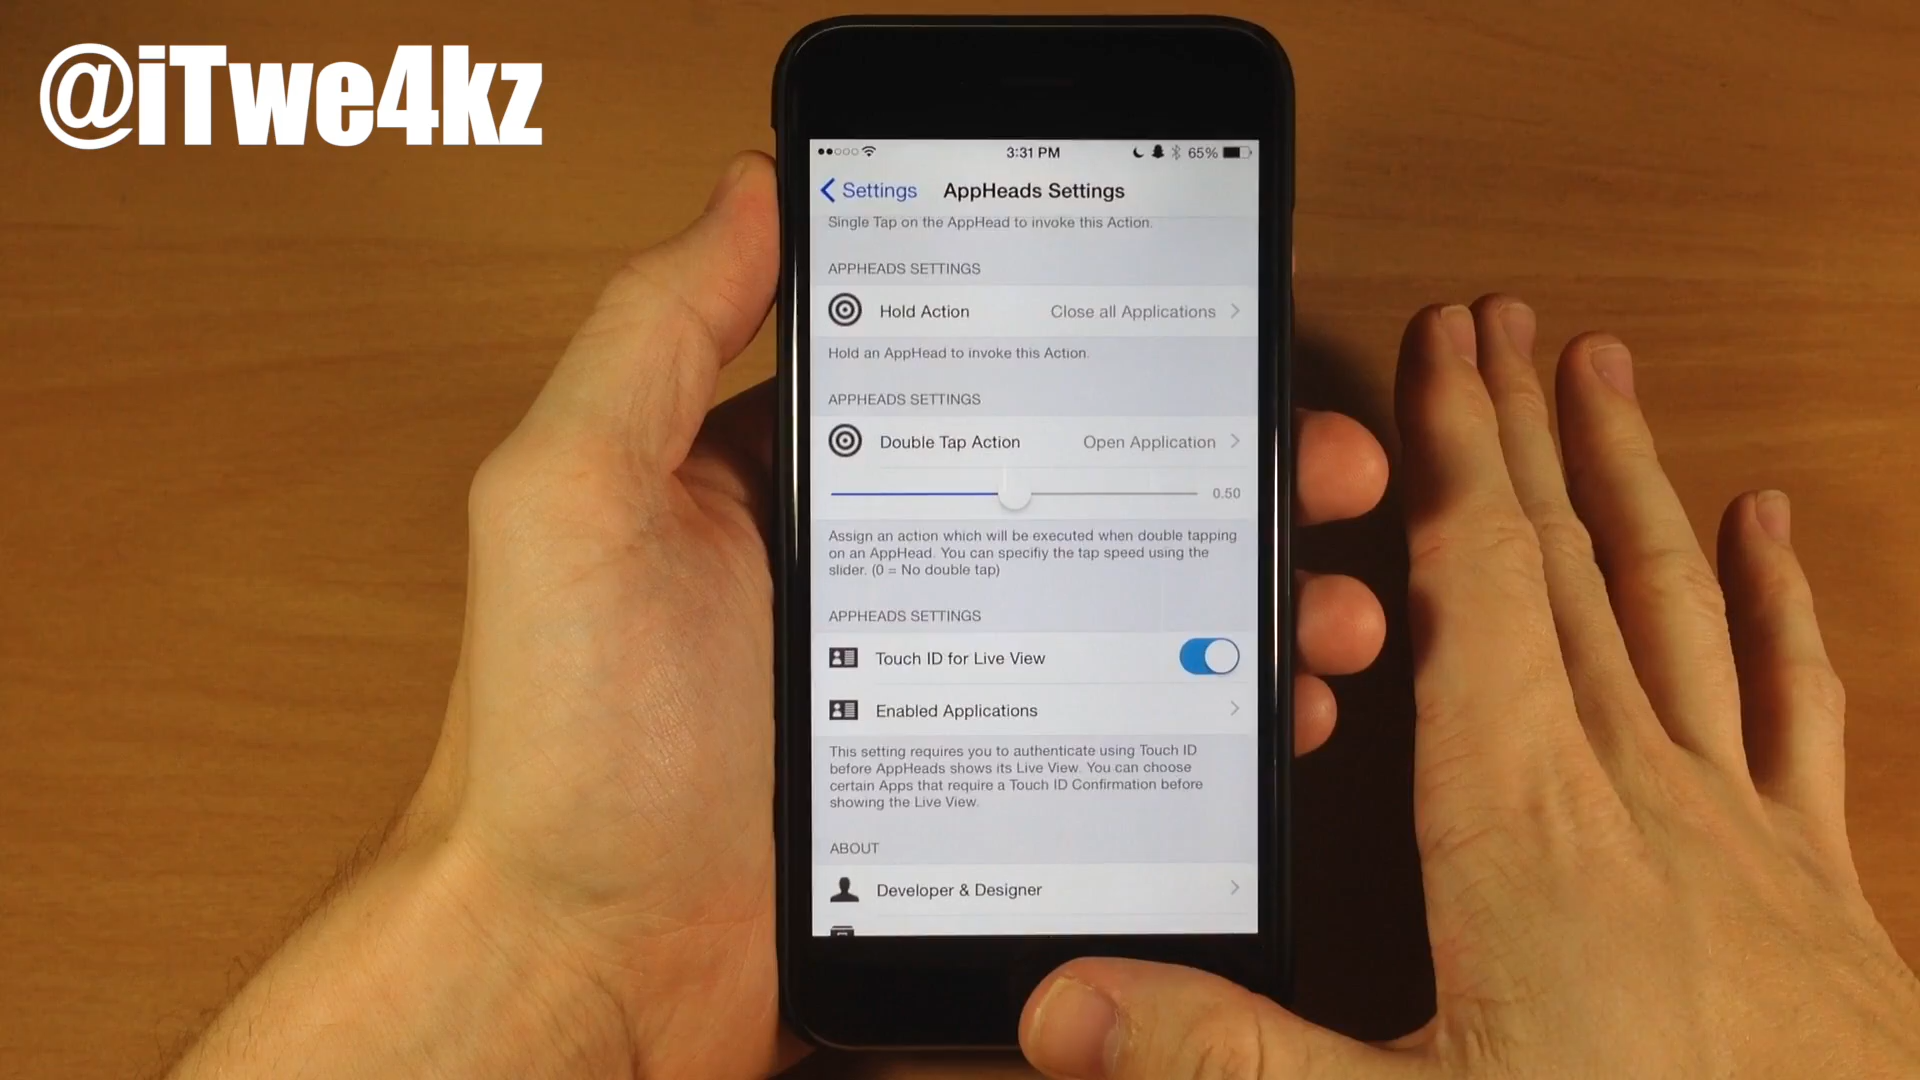 @iTwe4kz
3:31 PM
65%
Settings
AppHeads Settings
Single Tap on the AppHead to invoke this Action.
APPHEADS SETTINGS
Hold Action
Close all Applications
Hold an AppHead to invoke this Action.
APPHEADS SETTINGS
Double Tap Action
Open Application
0.50
Assign an action which will be executed when double tapping
on an AppHead. You can specifiy the tap speed using the
slider. (0 = No double tap)
APPHEADS SETTINGS
Touch ID for Live View
Enabled Applications
This setting requires you to authenticate using Touch ID
before AppHeads shows its Live View. You can choose
certain Apps that require a Touch ID Confirmation before
showing the Live View.
ABOUT
Developer & Designer